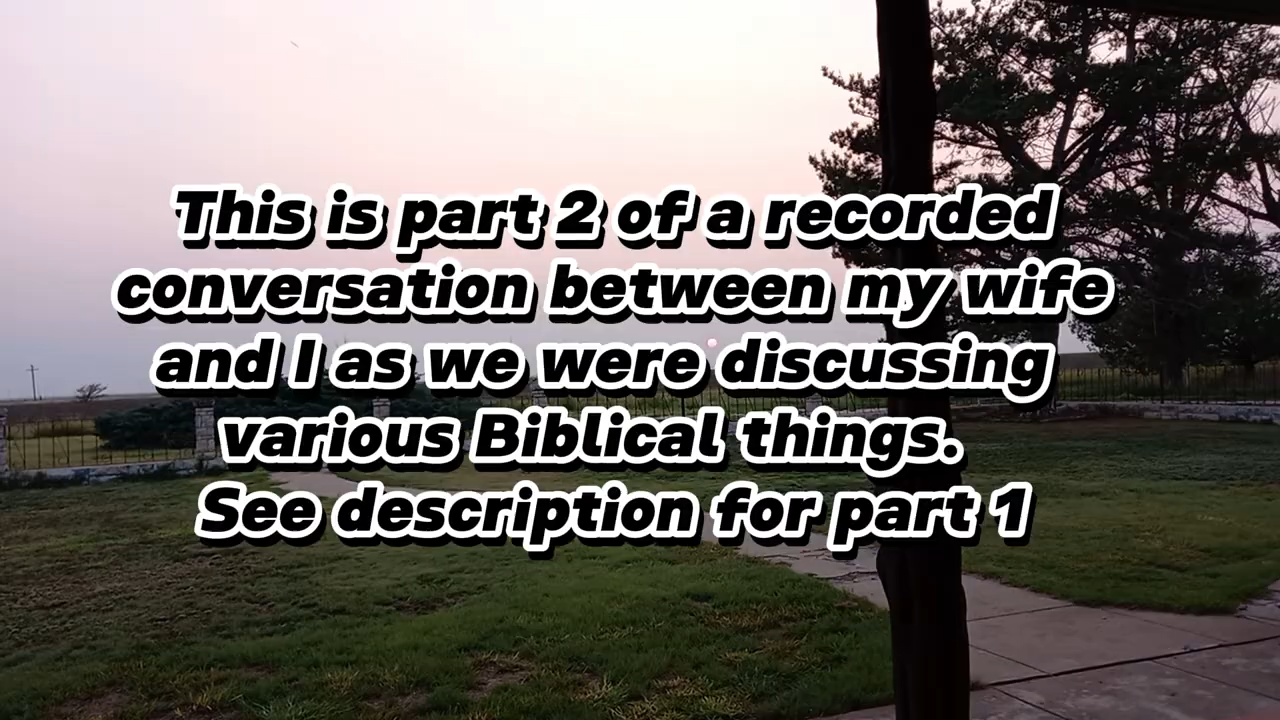 This is part 2 of a recorded
conversation between my wife
and I as we were discussing
various Biblical things.
See description for part 1